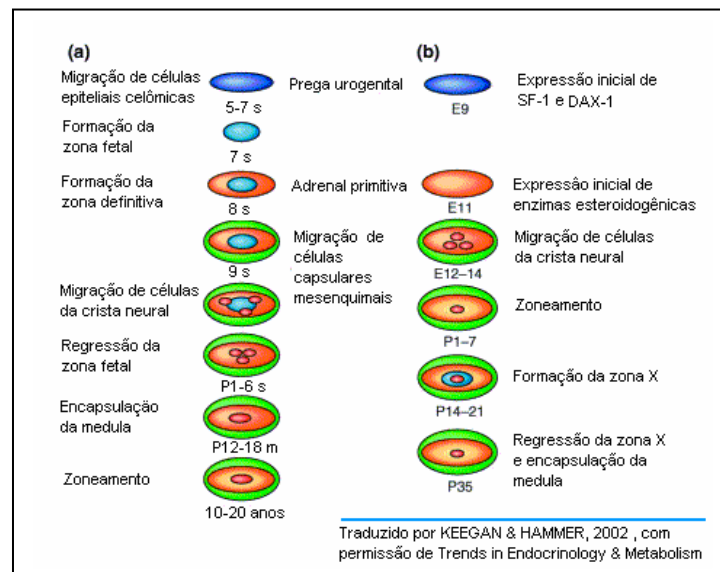 (a)
Migração de células
epiteliais celômicas
5-7 s
Prega urogenital
Formação da
zona fetal
7 s
Formação da
zona definitiva
8 s
Adrenal primitiva
9 s
Migração de
células
capsulares
mesenquimais
Migração de células
da crista neural
Regressão da
zona fetal
P1-6 s
Encapsulação
da medula
P12-18 m
Zoneamento
10-20 anos
(b)
E9
Expressão inicial de
SF-1 e DAX-1
E11
Expressão inicial de
enzimas esteroidogênicas
E12–14
Migração de células
da crista neural
P1–7
Zoneamento
P14–21
Formação da zona X
P35
Regressão da zona X
e encapsulação da
medula
Traduzido por KEEGAN & HAMMER, 2002 , com
permissão de Trends in Endocrinology & Metabolism